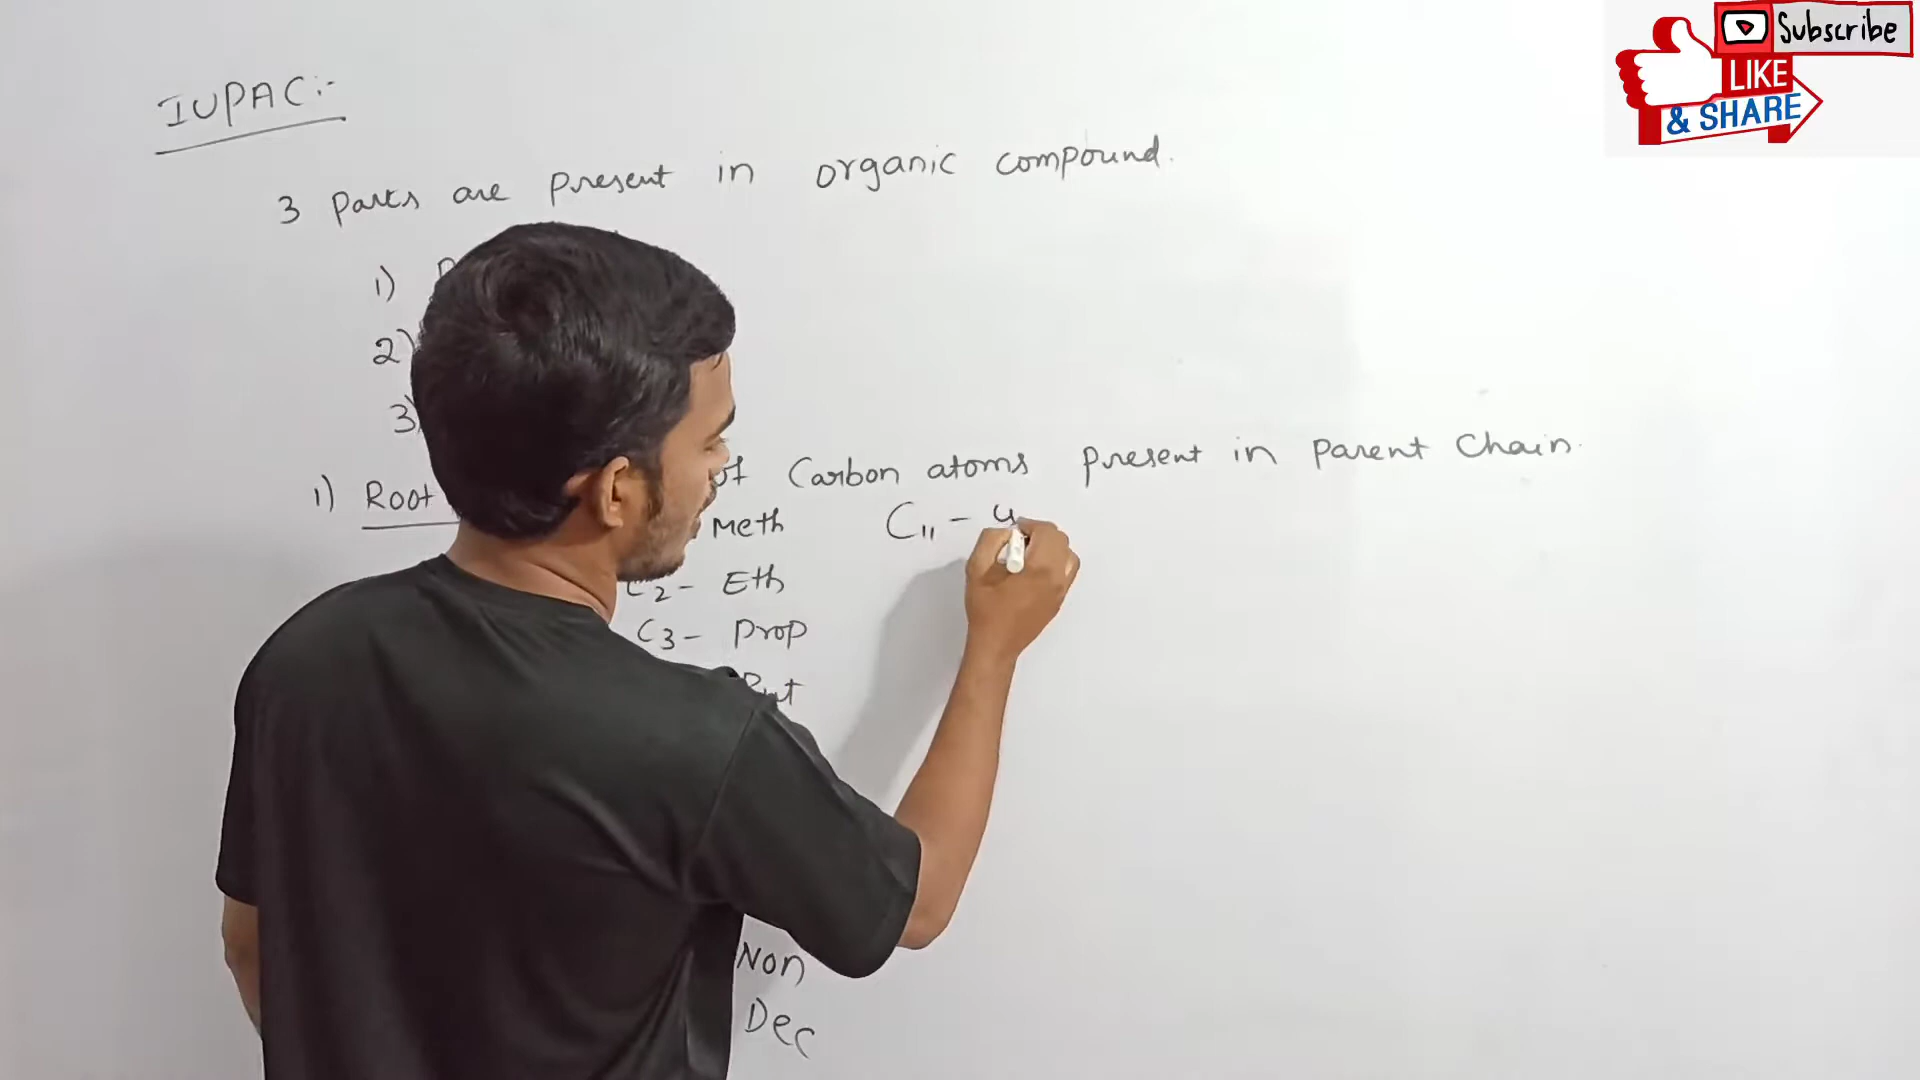 Subscribe
LIKE
& SHARE
IUPAC:-
3 Parts are Present in organic compound.
1)
2)
3)
1) Root of Carbon atoms present in parent Chain.
Meth C11 -
C2 - Eth
C3 - Prop
Non
Dec